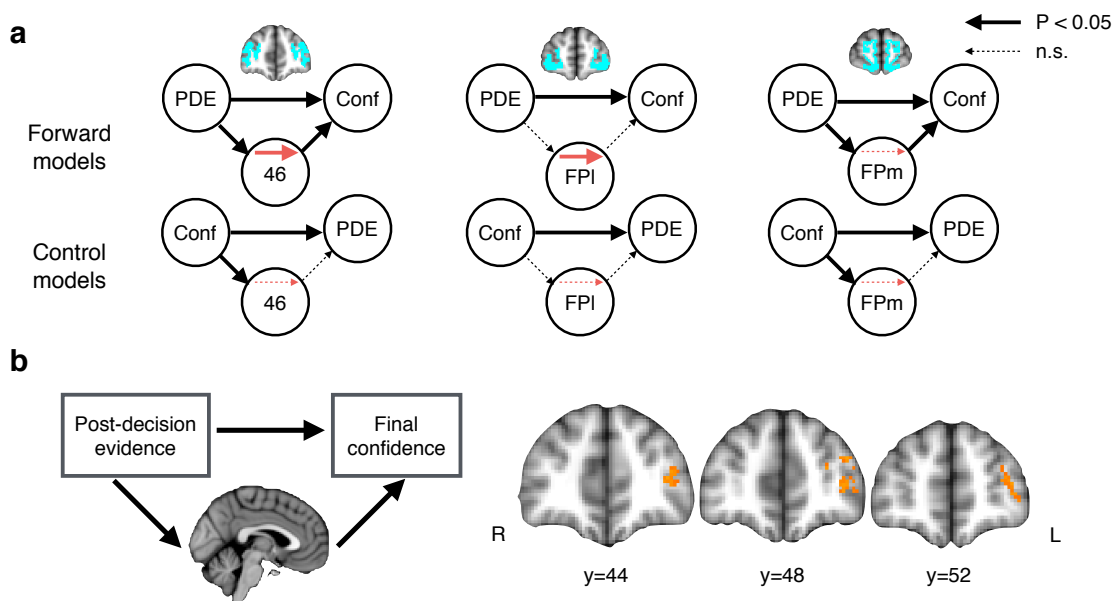 a
P < 0.05
n.s.
Forward
models
PDE
Conf
46
PDE
Conf
FPl
PDE
Conf
FPm
Control
models
Conf
PDE
46
Conf
PDE
FPl
Conf
PDE
FPm
b
Post-decision
evidence
Final
confidence
R
L
y=44
y=48
y=52